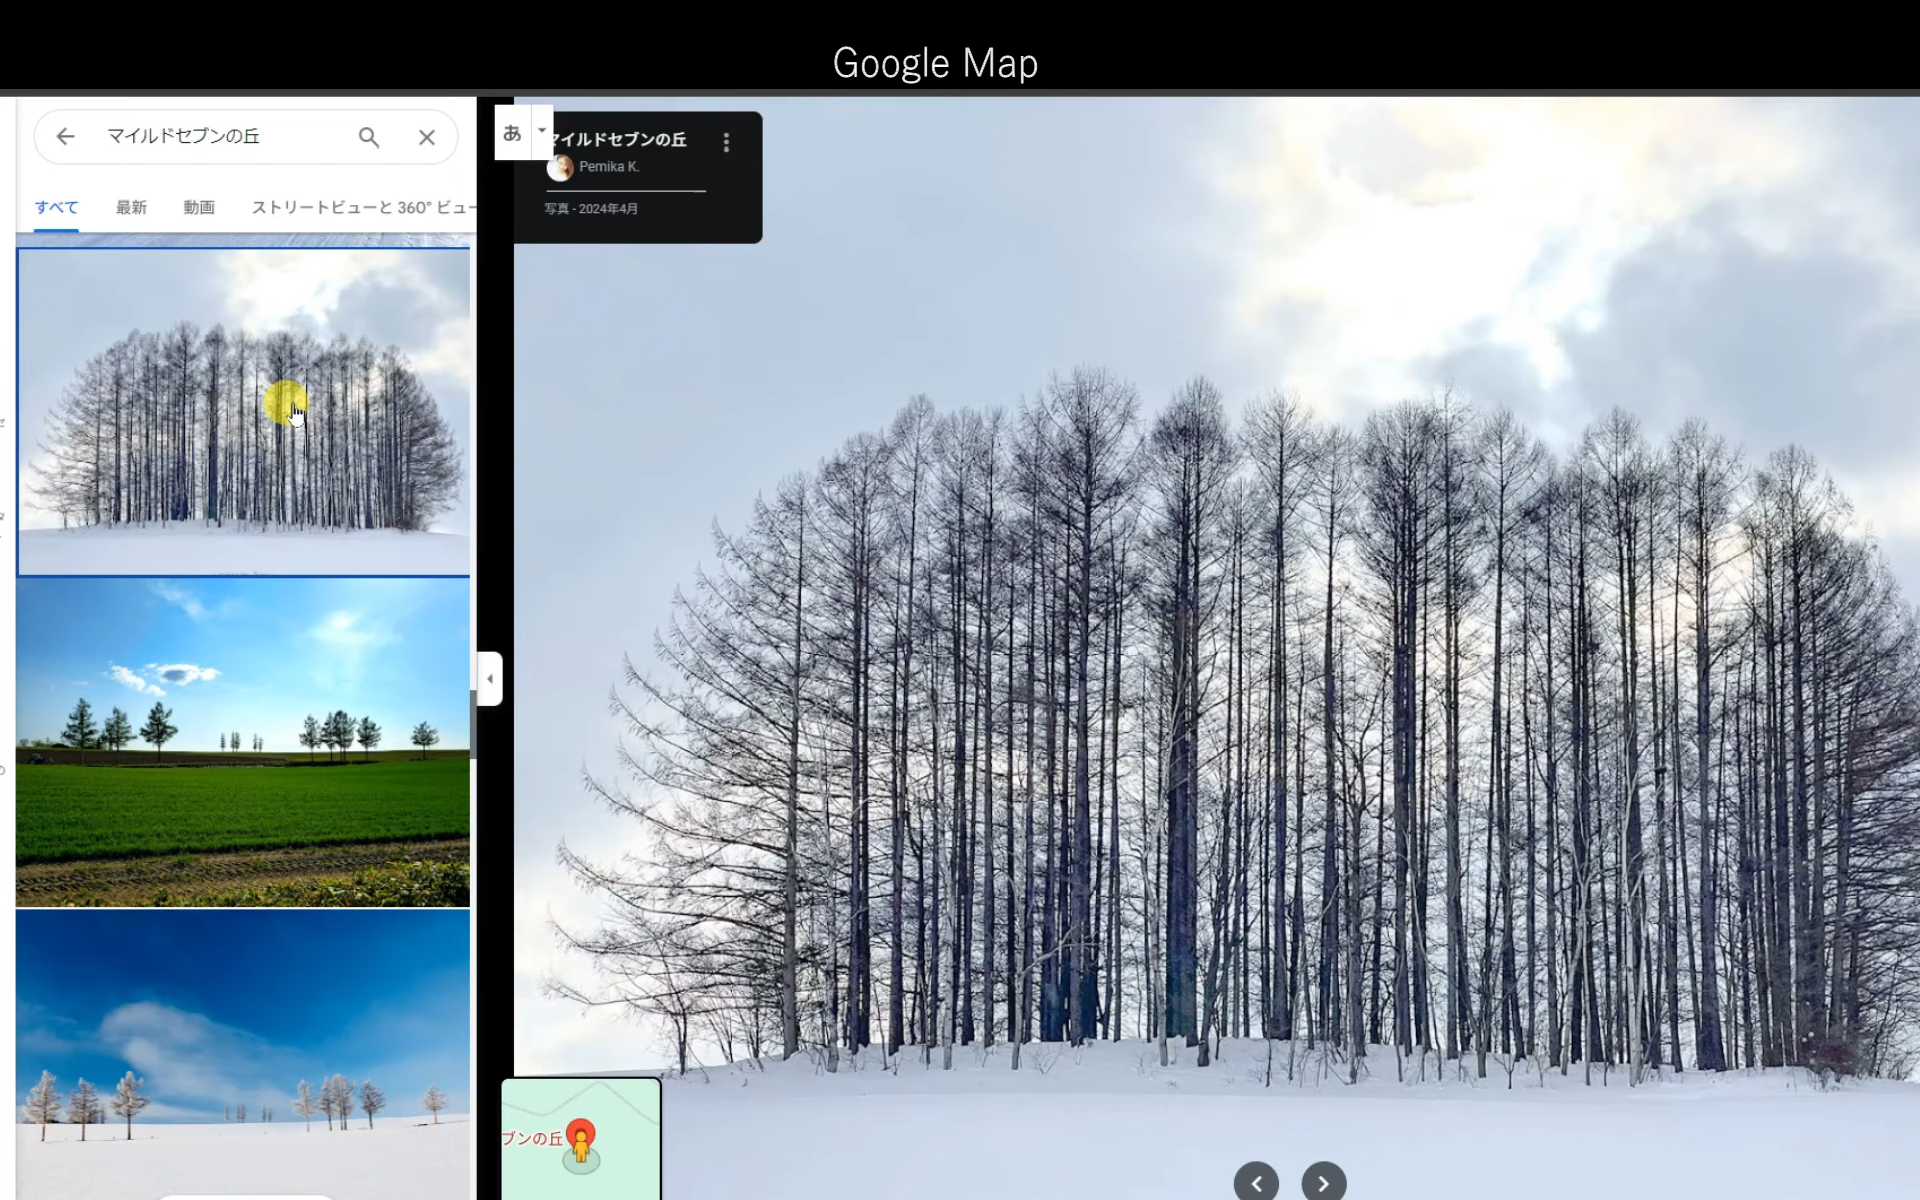 Google Map
マイルドセブンの丘
すべて 最新 動画 ストリートビューと 360° ビュー
あ
マイルドセブンの丘
Pemika K.
写真 - 2024年4月
ブンの丘